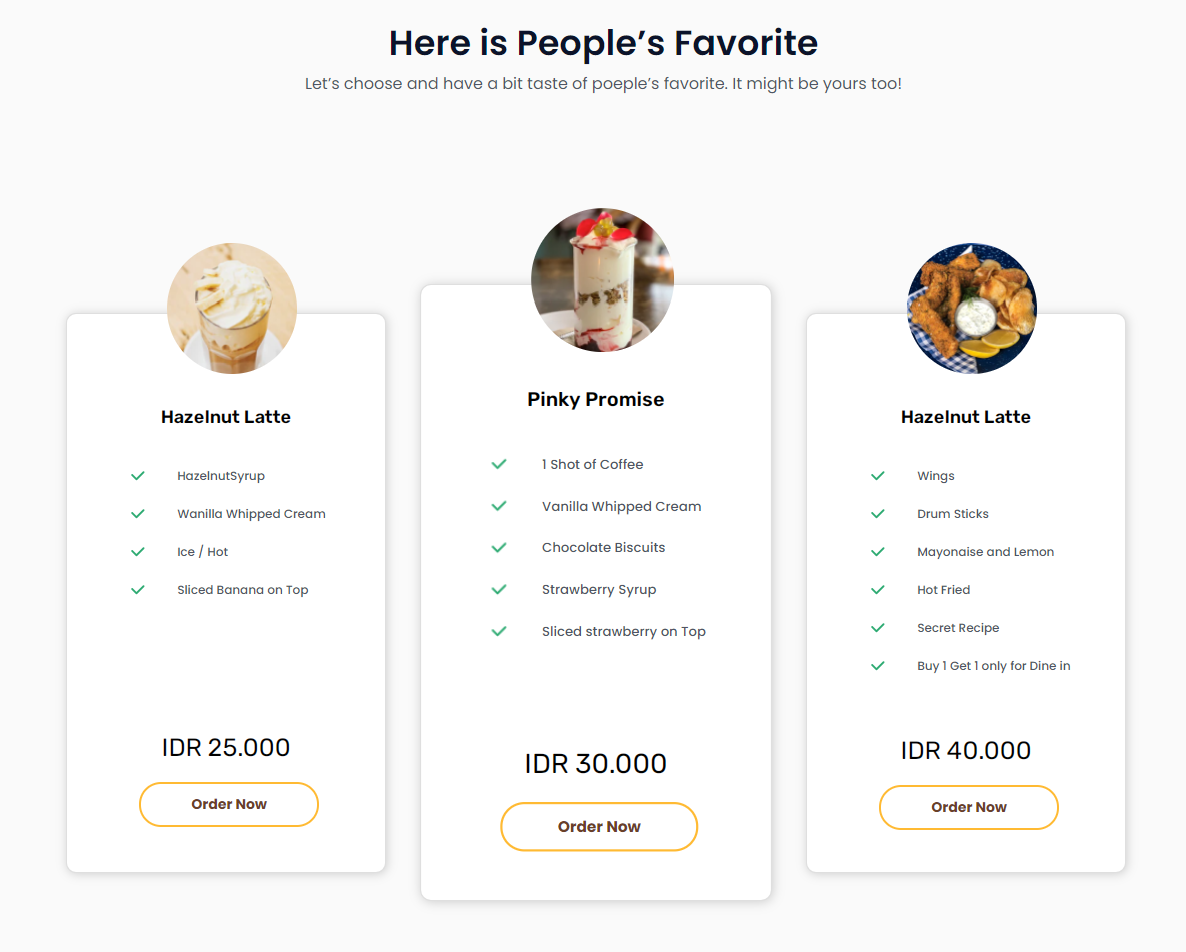 Here is People’s Favorite
Let’s choose and have a bit taste of poeple’s favorite. It might be yours too!
Hazelnut Latte
HazelnutSyrup
Wanilla Whipped Cream
Ice / Hot
Sliced Banana on Top
IDR 25.000
Order Now
Pinky Promise
1 Shot of Coffee
Vanilla Whipped Cream
Chocolate Biscuits
Strawberry Syrup
Sliced strawberry on Top
IDR 30.000
Order Now
Hazelnut Latte
Wings
Drum Sticks
Mayonaise and Lemon
Hot Fried
Secret Recipe
Buy 1 Get 1 only for Dine in
IDR 40.000
Order Now